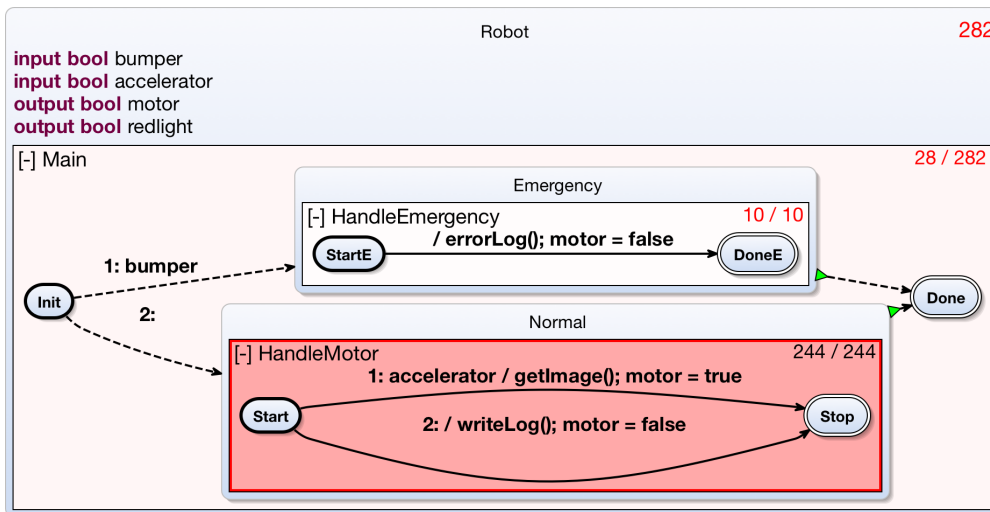 Robot
282
input bool bumper
input bool accelerator
output bool motor
output bool redlight
[-] Main
28 / 282
Emergency
[-] HandleEmergency
10 / 10
/ errorLog(); motor = false
StartE
DoneE
1: bumper
Init
2:
Done
Normal
[-] HandleMotor
244 / 244
1: accelerator / getImage(); motor = true
Start
Stop
2: / writeLog(); motor = false